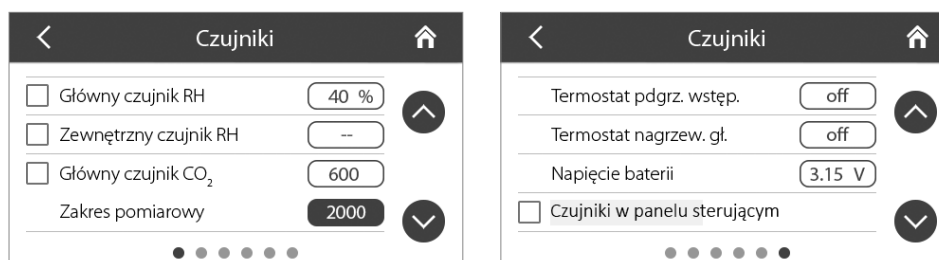 Czujniki
Główny czujnik RH 40 %
Zewnętrzny czujnik RH --
Główny czujnik CO2 600
Zakres pomiarowy 2000
Czujniki
Termostat pdgrz. wstęp. off
Termostat nagrzew. gł. off
Napięcie baterii 3.15 V
Czujniki w panelu sterującym